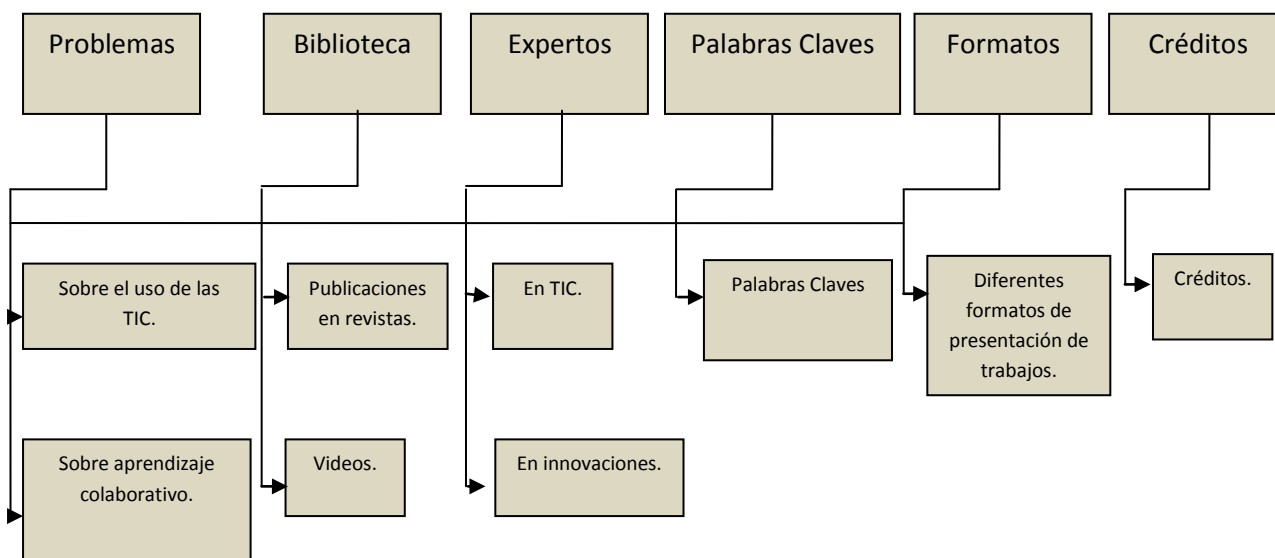 Problemas
Biblioteca
Expertos
Palabras Claves
Formatos
Créditos
Sobre el uso de las
TIC.
Publicaciones
en revistas.
En TIC.
Palabras Claves
Diferentes
formatos de
presentación de
trabajos.
Créditos.
Sobre aprendizaje
colaborativo.
Videos.
En innovaciones.